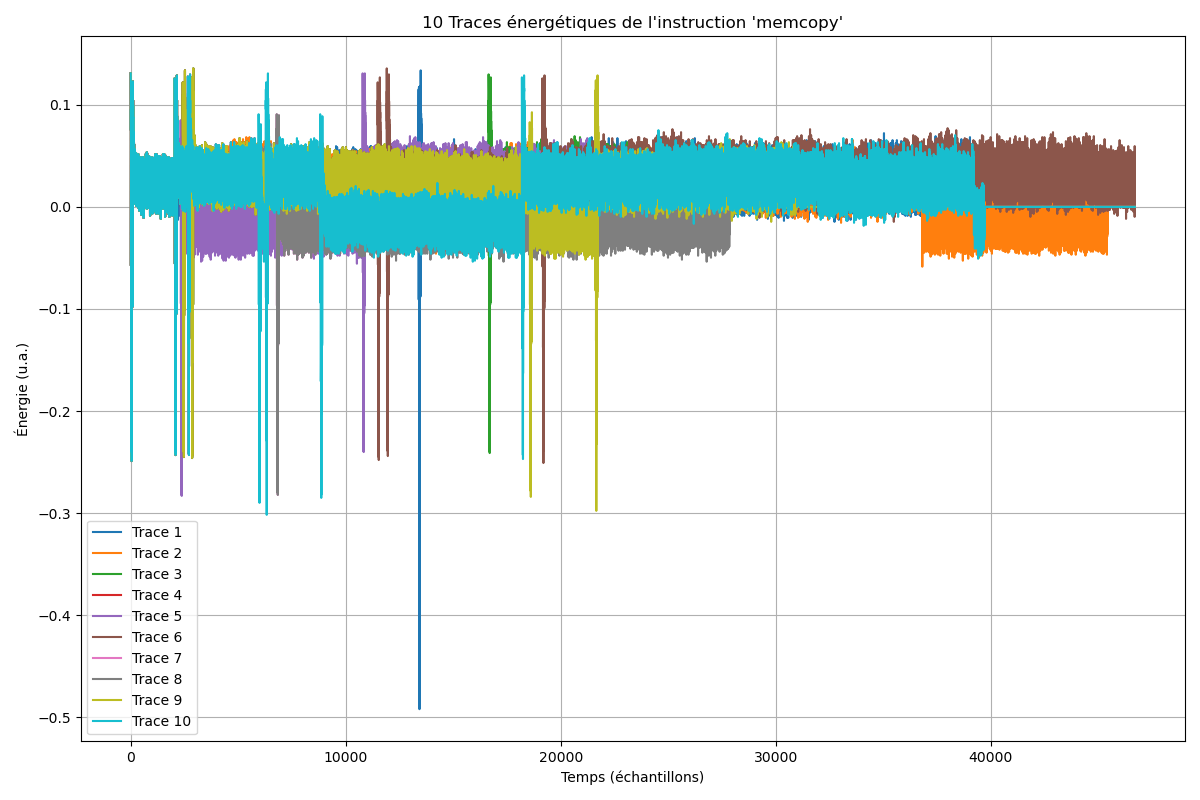 10 Traces énergétiques de l'instruction 'memcopy'
Énergie (u.a.)
0.1
0.0
−0.1
−0.2
−0.3
−0.4
−0.5
Trace 1
Trace 2
Trace 3
Trace 4
Trace 5
Trace 6
Trace 7
Trace 8
Trace 9
Trace 10
0
10000
20000
30000
40000
Temps (échantillons)